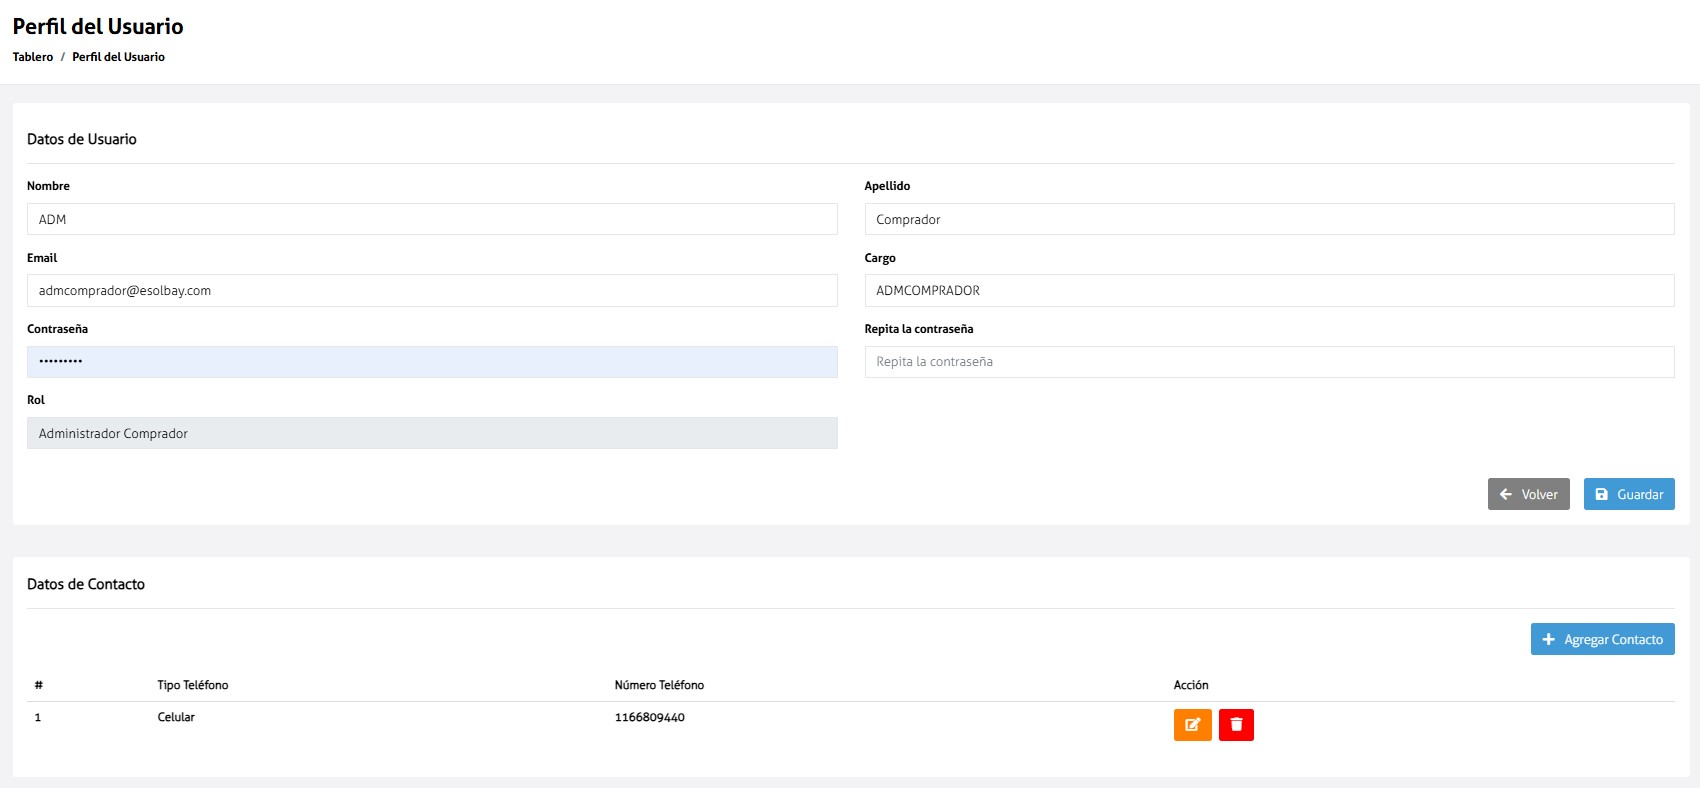 Perfil del Usuario
Tablero / Perfil del Usuario
Datos de Usuario
Nombre
Apellido
ADM
Comprador
Email
Cargo
admcomprador@esolbay.com
ADMCOMPRADOR
Contraseña
Repita la contraseña
•••••••••
Repita la contraseña
Rol
Administrador Comprador
Volver
Guardar
Datos de Contacto
Agregar Contacto
# Tipo Teléfono Número Teléfono Acción
1 Celular 1166809440